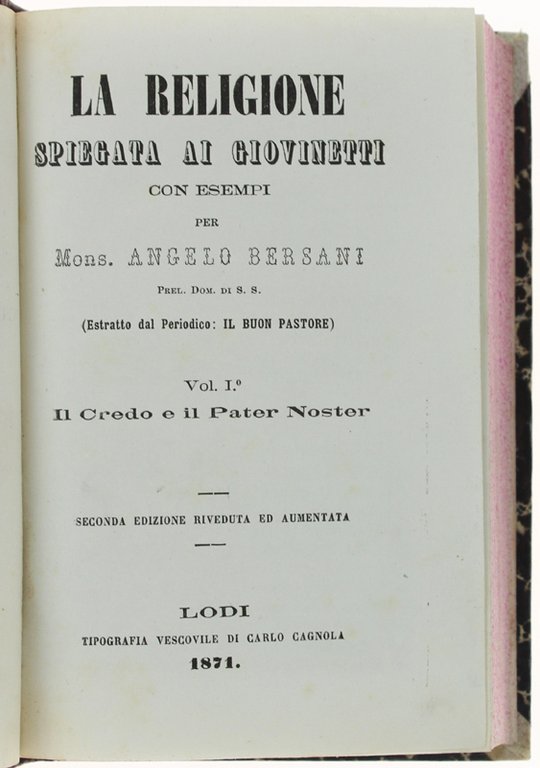 LA RELIGIONE
SPIEGATA AI GIOVINETTI
CON ESEMPI
PER
Mons. ANGELO BERSANI
PREL. DOM. DI S. S.
(Estratto dal Periodico: IL BUON PASTORE)
Vol. I.º
Il Credo e il Pater Noster
SECONDA EDIZIONE RIVEDUTA ED AUMENTATA
LODI
TIPOGRAFIA VESCOVILE DI CARLO CAGNOLA
1871.